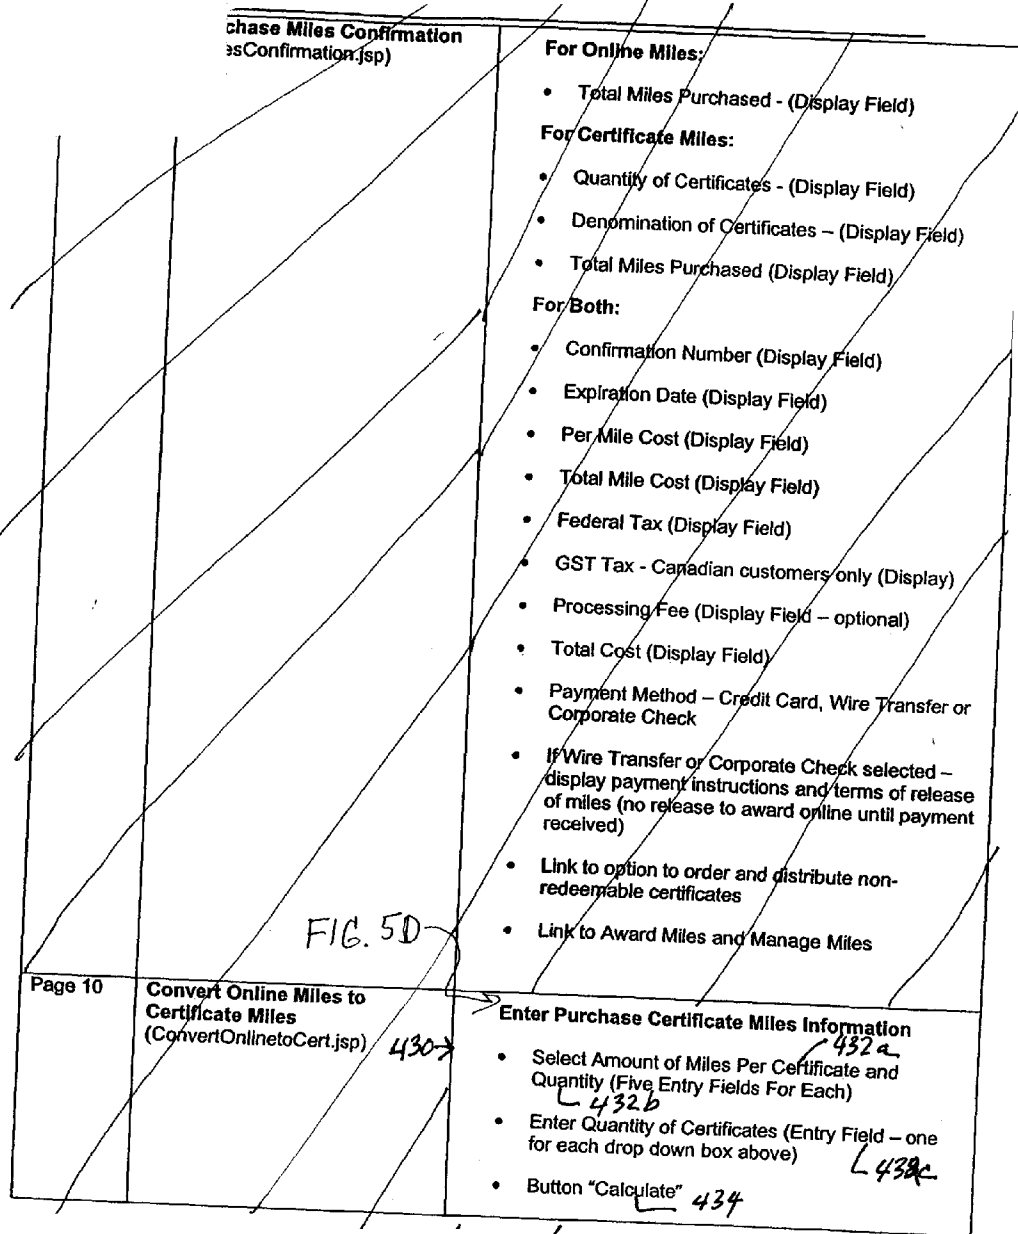 chase Miles Confirmation
esConfirmation.jsp)
For Online Miles:
• Total Miles Purchased - (Display Field)
For Certificate Miles:
• Quantity of Certificates - (Display Field)
• Denomination of Certificates – (Display Field)
• Total Miles Purchased (Display Field)
For Both:
• Confirmation Number (Display Field)
• Expiration Date (Display Field)
• Per Mile Cost (Display Field)
• Total Mile Cost (Display Field)
• Federal Tax (Display Field)
• GST Tax - Canadian customers only (Display)
• Processing Fee (Display Field – optional)
• Total Cost (Display Field)
• Payment Method – Credit Card, Wire Transfer or
Corporate Check
• If Wire Transfer or Corporate Check selected –
display payment instructions and terms of release
of miles (no release to award online until payment
received)
• Link to option to order and distribute non-
redeemable certificates
• Link to Award Miles and Manage Miles
FIG. 5D
Page 10
Convert Online Miles to
Certificate Miles
(ConvertOnlinetoCert.jsp)
430
Enter Purchase Certificate Miles Information
432a
• Select Amount of Miles Per Certificate and
Quantity (Five Entry Fields For Each)
432b
• Enter Quantity of Certificates (Entry Field – one
for each drop down box above)
432c
• Button "Calculate"
434